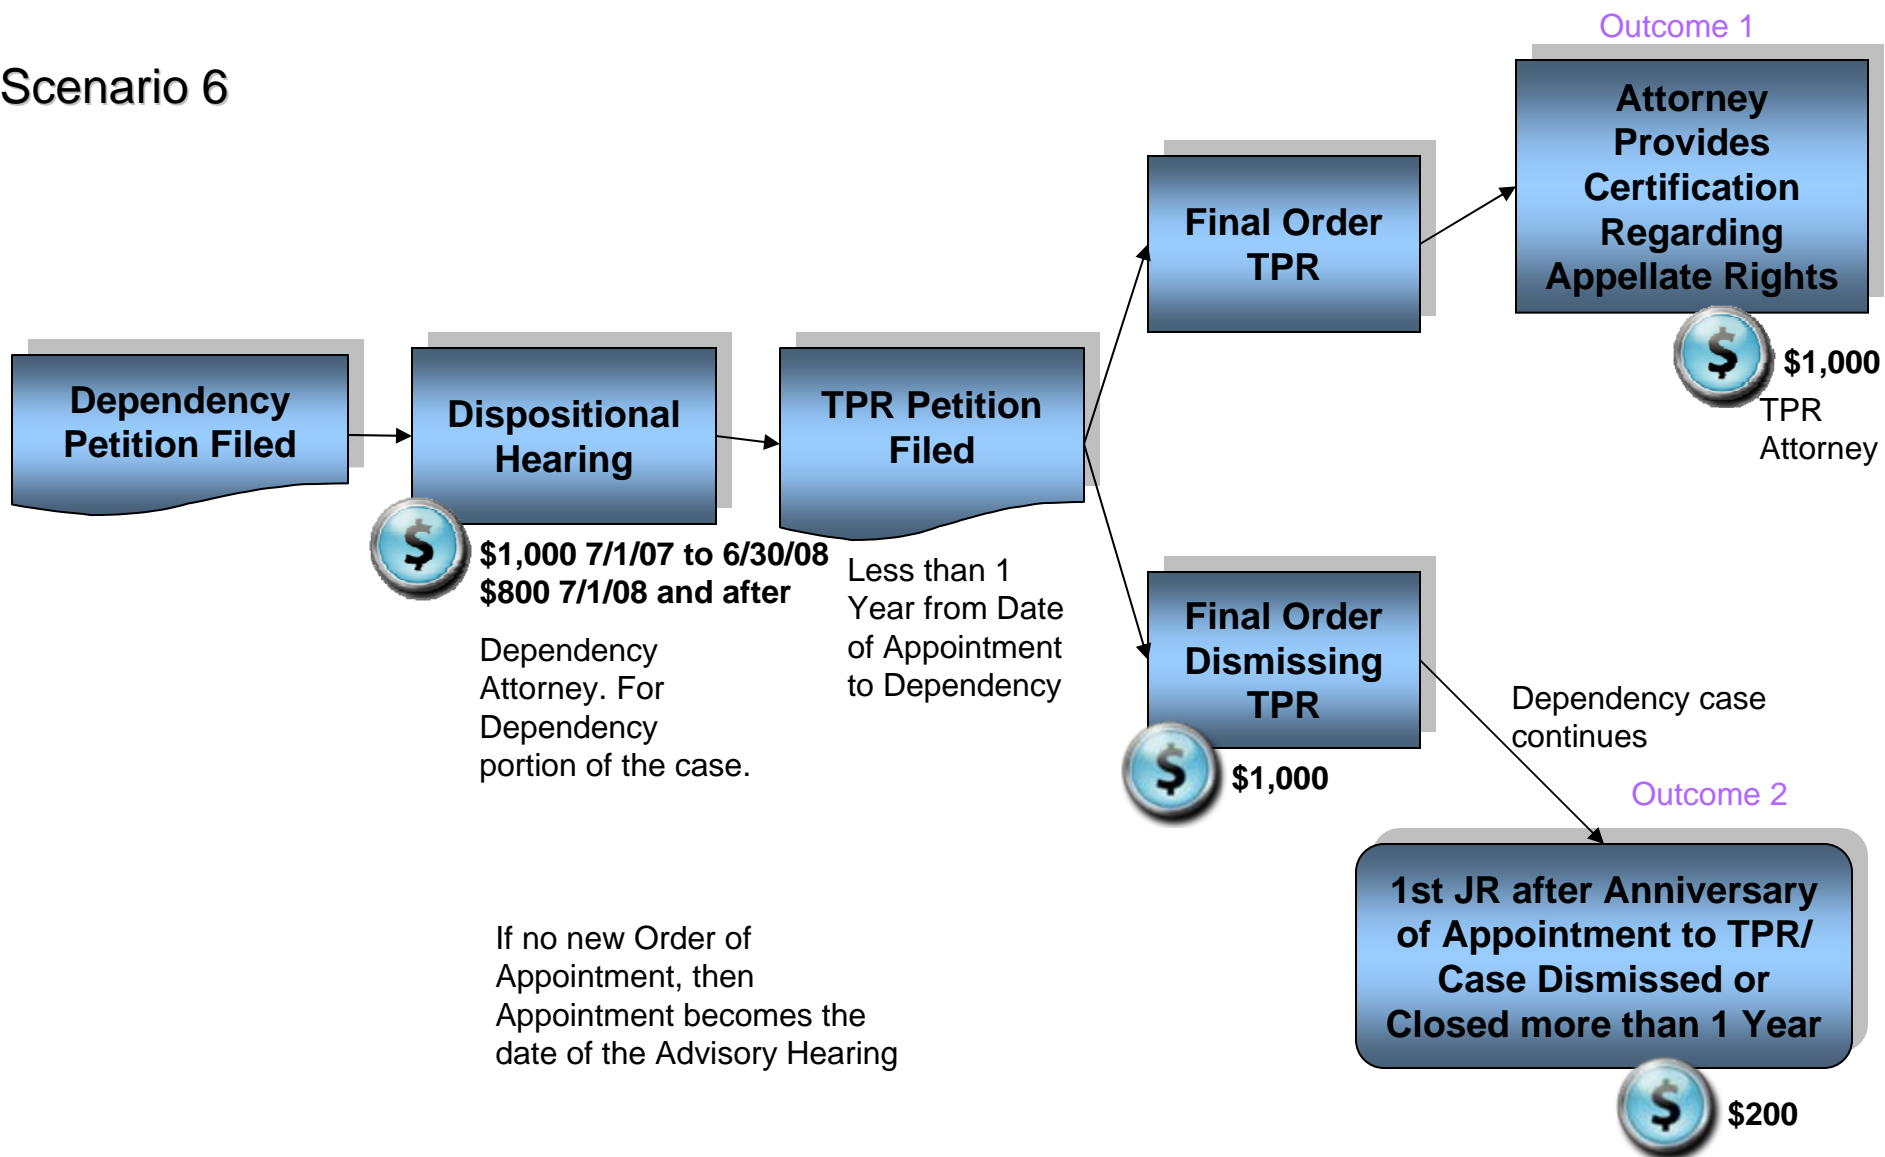 Scenario 6
Outcome 1
Attorney
Provides
Certification
Regarding
Appellate Rights
$
$1,000
TPR
Attorney
Final Order
TPR
Dependency
Petition Filed
Dispositional
Hearing
$
$1,000 7/1/07 to 6/30/08
$800 7/1/08 and after
Dependency
Attorney. For
Dependency
portion of the case.
TPR Petition
Filed
Less than 1
Year from Date
of Appointment
to Dependency
Final Order
Dismissing
TPR
$
$1,000
Dependency case
continues
Outcome 2
1st JR after Anniversary
of Appointment to TPR/
Case Dismissed or
Closed more than 1 Year
$
$200
If no new Order of
Appointment, then
Appointment becomes the
date of the Advisory Hearing